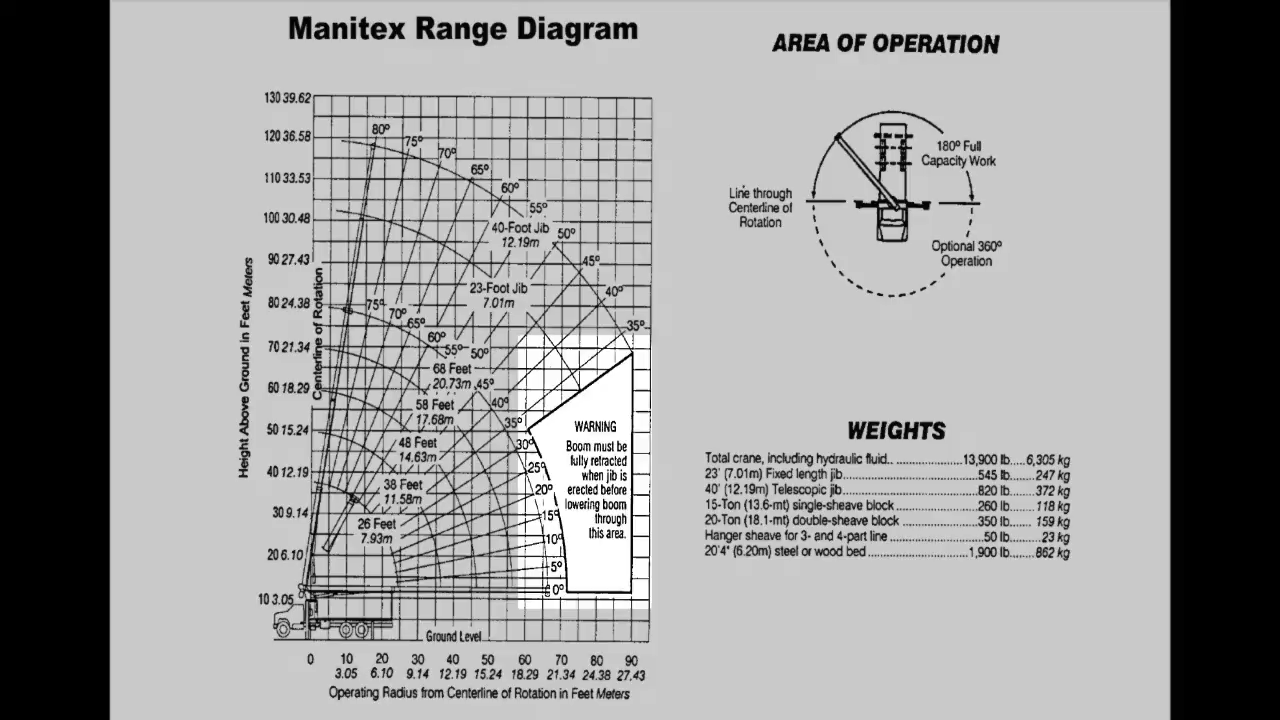 Manitex Range Diagram
AREA OF OPERATION
130 39.62
120 36.58
110 33.53
100 30.48
90 27.43
80 24.38
70 21.34
60 18.29
50 15.24
40 12.19
30 9.14
20 6.10
10 3.05
Height Above Ground in Feet Meters
Centerline of Rotation
80º
75º
70º
65º
60º
55º
50º
45º
40º
35º
40-Foot Jib
12.19m
23-Foot Jib
7.01m
75º
70º
65º
60º
55º
50º
45º
40º
35º
30º
25º
20º
15º
10º
5º
0º
68 Feet
20.73m
58 Feet
17.68m
48 Feet
14.63m
38 Feet
11.58m
26 Feet
7.93m
WARNING
Boom must be
fully retracted
when jib is
erected before
lowering boom
through
this area.
Ground Level
0 10 20 30 40 50 60 70 80 90
3.05 6.10 9.14 12.19 15.24 18.29 21.34 24.38 27.43
Operating Radius from Centerline of Rotation in Feet Meters
180º Full
Capacity Work
Line through
Centerline of
Rotation
Optional 360º
Operation
WEIGHTS
Total crane, including hydraulic fluid.. ........................13,900 lb.....6,305 kg
23' (7.01m) Fixed length jib.......................................545 lb.....247 kg
40' (12.19m) Telescopic jib........................................820 lb.....372 kg
15-Ton (13.6-mt) single-sheave block .......................260 lb.....118 kg
20-Ton (18.1-mt) double-sheave block ......................350 lb.....159 kg
Hanger sheave for 3- and 4-part line ............................50 lb.......23 kg
20'4" (6.20m) steel or wood bed .............................1,900 lb.....862 kg